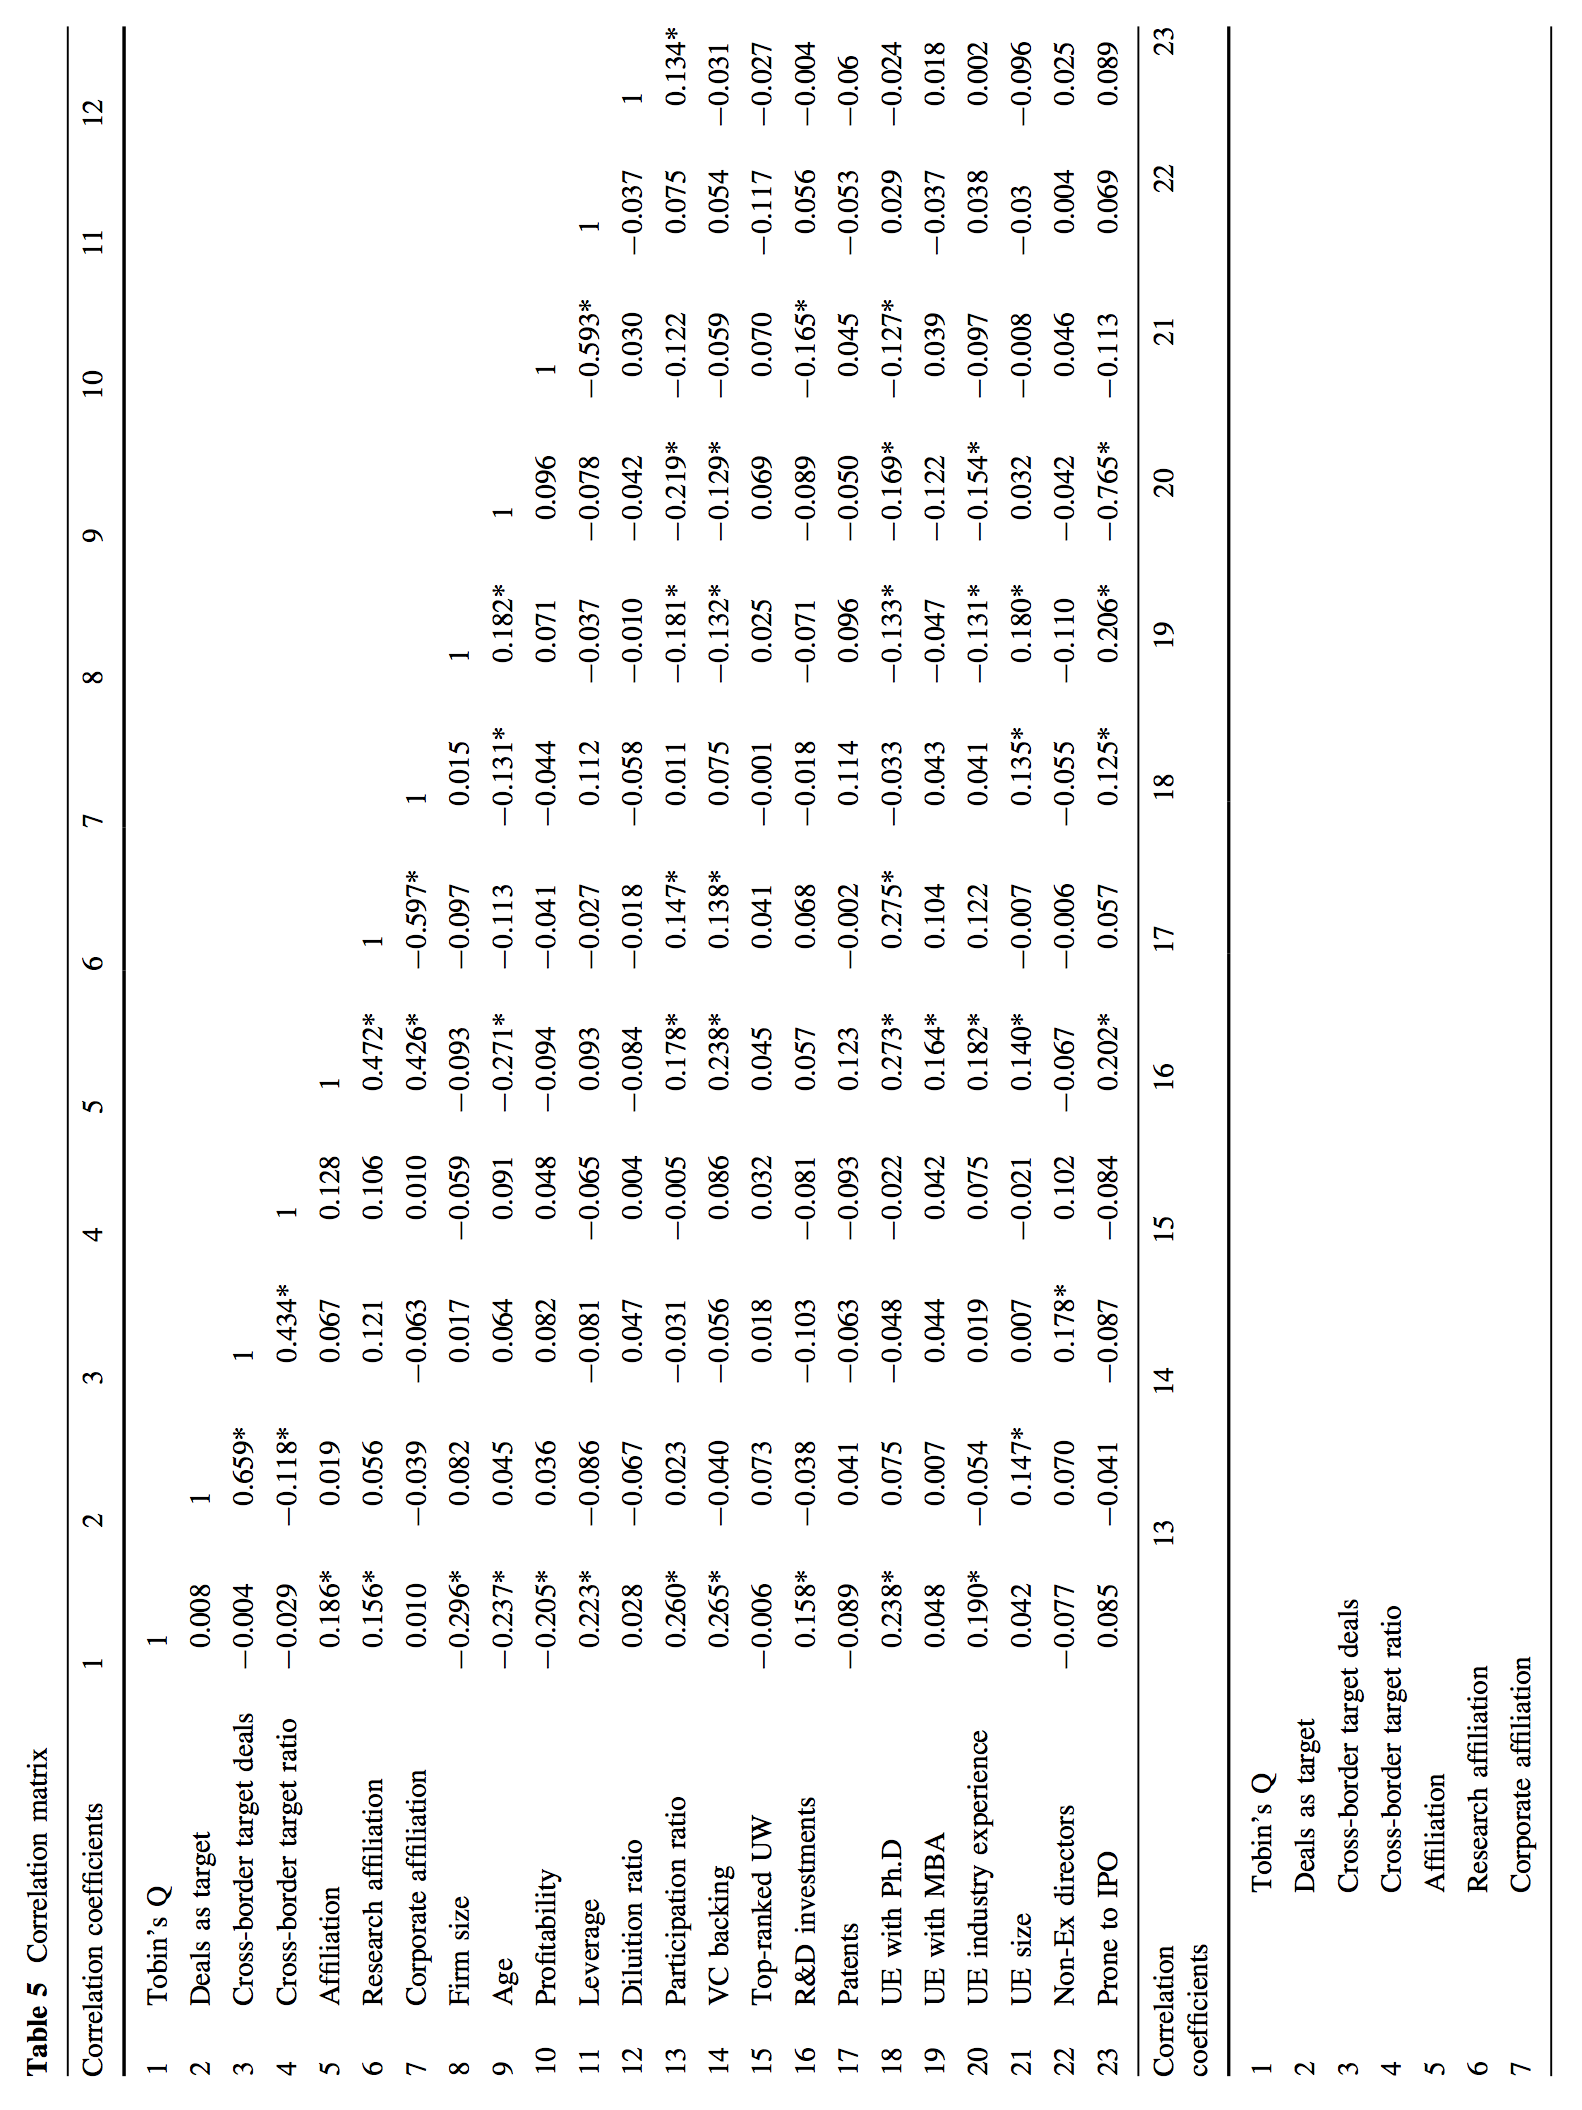 Table 5 Correlation matrix
Correlation coefficients 1 2 3 4 5 6 7 8 9 10 11 12
1 Tobin's Q 1
2 Deals as target 0.008 1
3 Cross-border target deals −0.004 0.659* 1
4 Cross-border target ratio −0.029 −0.118* 0.434* 1
5 Affiliation 0.186* 0.019 0.067 0.128 1
6 Research affiliation 0.156* 0.056 0.121 0.106 0.472* 1
7 Corporate affiliation 0.010 −0.039 −0.063 0.010 0.426* −0.597* 1
8 Firm size −0.296* 0.082 0.017 −0.059 −0.093 −0.097 0.015 1
9 Age −0.237* 0.045 0.064 0.091 −0.271* −0.113 −0.131* 0.182* 1
10 Profitability −0.205* 0.036 0.082 0.048 −0.094 −0.041 −0.044 0.071 0.096 1
11 Leverage 0.223* −0.086 −0.081 −0.065 0.093 −0.027 0.112 −0.037 −0.078 −0.593* 1
12 Diluition ratio 0.028 −0.067 0.047 0.004 −0.084 −0.018 −0.058 −0.010 −0.042 0.030 −0.037 1
13 Participation ratio 0.260* 0.023 −0.031 −0.005 0.178* 0.147* 0.011 −0.181* −0.219* −0.122 0.075 0.134*
14 VC backing 0.265* −0.040 −0.056 0.086 0.238* 0.138* 0.075 −0.132* −0.129* −0.059 0.054 −0.031
15 Top-ranked UW −0.006 0.073 0.018 0.032 0.045 0.041 −0.001 0.025 0.069 0.070 −0.117 −0.027
16 R&D investments 0.158* −0.038 −0.103 −0.081 0.057 0.068 −0.018 −0.071 −0.089 −0.165* 0.056 −0.004
17 Patents −0.089 0.041 −0.063 −0.093 0.123 −0.002 0.114 0.096 −0.050 0.045 −0.053 −0.06
18 UE with Ph.D 0.238* 0.075 −0.048 −0.022 0.273* 0.275* −0.033 −0.133* −0.169* −0.127* 0.029 −0.024
19 UE with MBA 0.048 0.007 0.044 0.042 0.164* 0.104 0.043 −0.047 −0.122 0.039 −0.037 0.018
20 UE industry experience 0.190* −0.054 0.019 0.075 0.182* 0.122 0.041 −0.131* −0.154* −0.097 0.038 0.002
21 UE size 0.042 0.147* 0.007 −0.021 0.140* −0.007 0.135* 0.180* 0.032 −0.008 −0.03 −0.096
22 Non-Ex directors −0.077 0.070 0.178* 0.102 −0.067 −0.006 −0.055 −0.110 −0.042 0.046 0.004 0.025
23 Prone to IPO 0.085 −0.041 −0.087 −0.084 0.202* 0.057 0.125* 0.206* −0.765* −0.113 0.069 0.089
Correlation 13 14 15 16 17 18 19 20 21 22 23
coefficients
1 Tobin's Q
2 Deals as target
3 Cross-border target deals
4 Cross-border target ratio
5 Affiliation
6 Research affiliation
7 Corporate affiliation